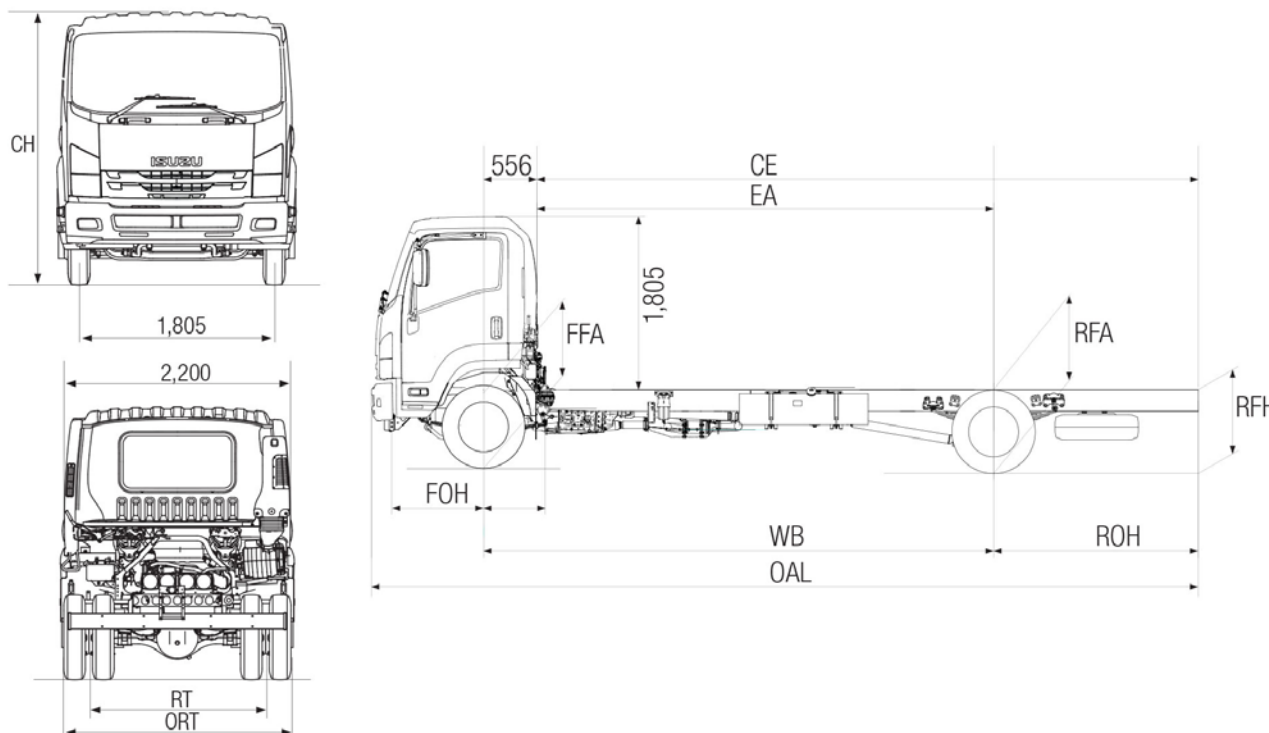 CH
ISUZU
1,805
2,200
RT
ORT
556
CE
EA
1,805
FFA
RFA
RFH
FOH
WB
ROH
OAL